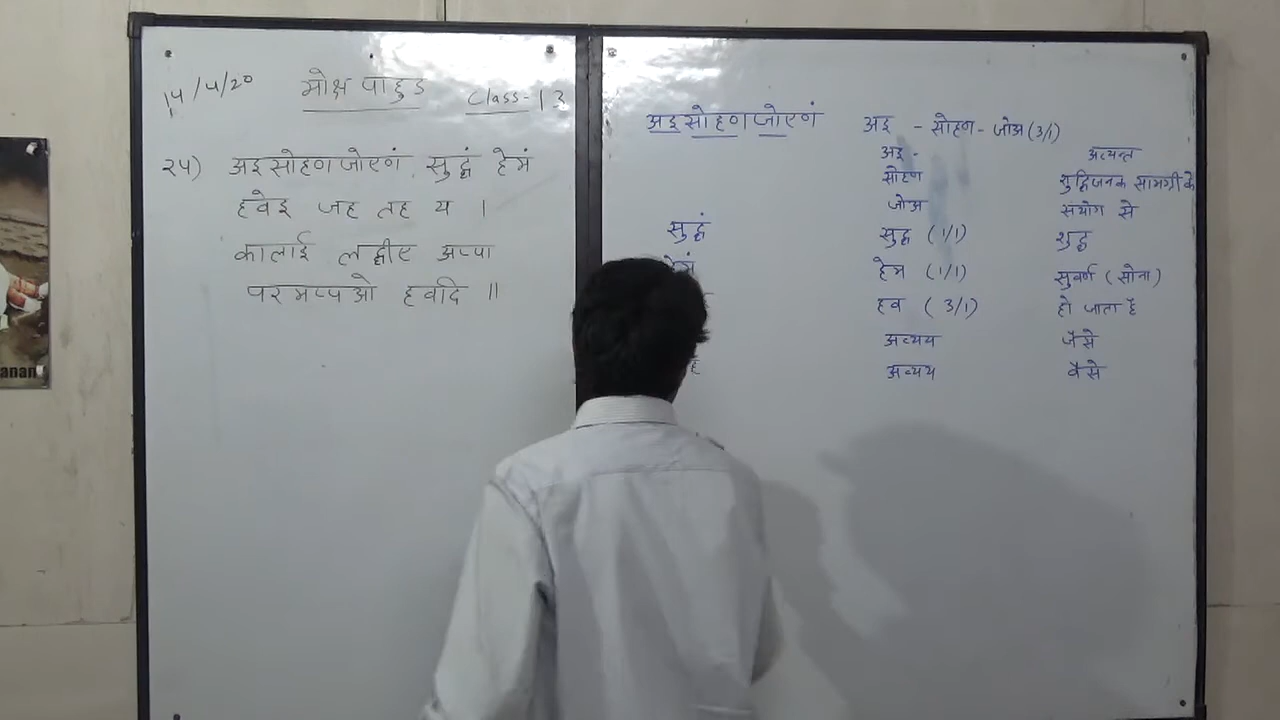 14/4/20 मोक्ष पाहुड Class-13
२५) अइसोहणजोएणं सुद्धं हेमं
हवेइ जह तह य ।
कालाई लद्धीए अप्पा
परमप्पओ हवदि ॥
अइसोहणजोएणं अइ - सोहण - जोअ (3/1)
अइ - अत्यन्त
सोहण शुद्धिजनक सामग्री के
जोअ संयोग से
सुद्धं सुद्ध (1/1) शुद्ध
हेम (1/1) सुवर्ण (सोना)
हव (3/1) हो जाता है
अव्यय जैसे
अव्यय वैसे
anan